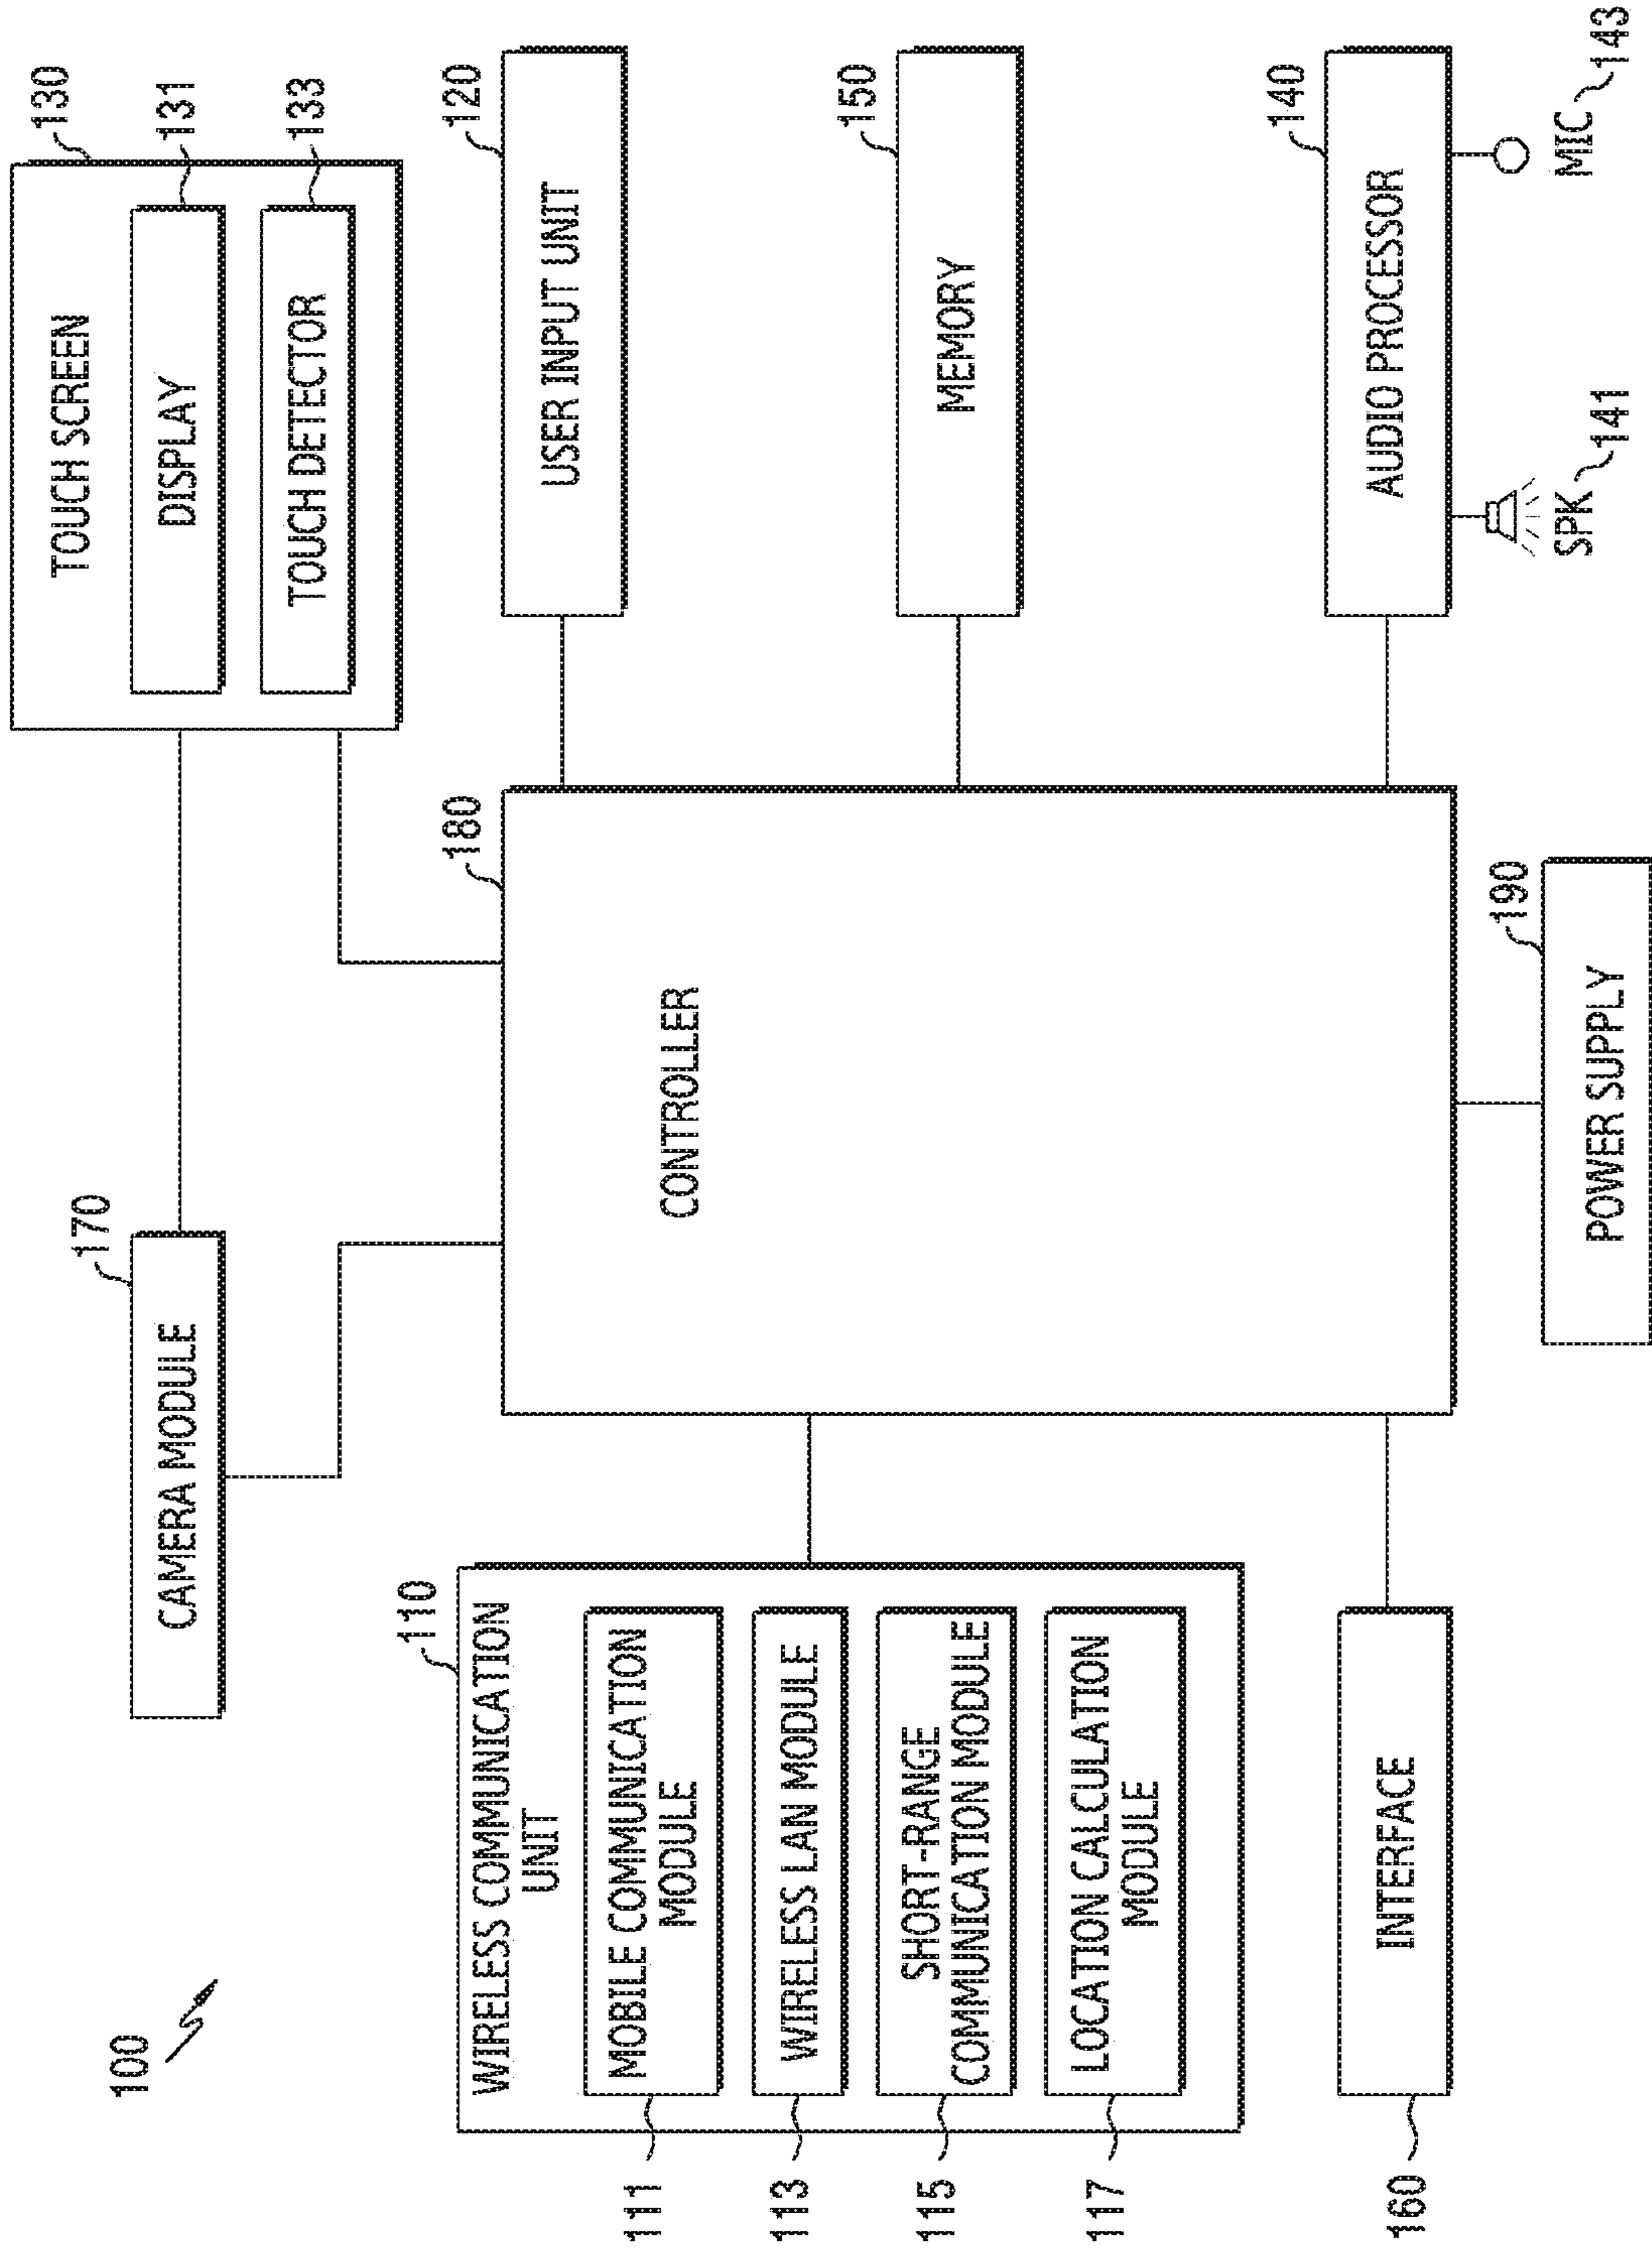 100
CAMERA MODULE
170
TOUCH SCREEN
130
DISPLAY
131
TOUCH DETECTOR
133
WIRELESS COMMUNICATION
UNIT
110
MOBILE COMMUNICATION
MODULE
111
WIRELESS LAN MODULE
113
SHORT-RANGE
COMMUNICATION MODULE
115
LOCATION CALCULATION
MODULE
117
INTERFACE
160
CONTROLLER
180
USER INPUT UNIT
120
MEMORY
150
AUDIO PROCESSOR
140
SPK
141
MIC
143
POWER SUPPLY
190